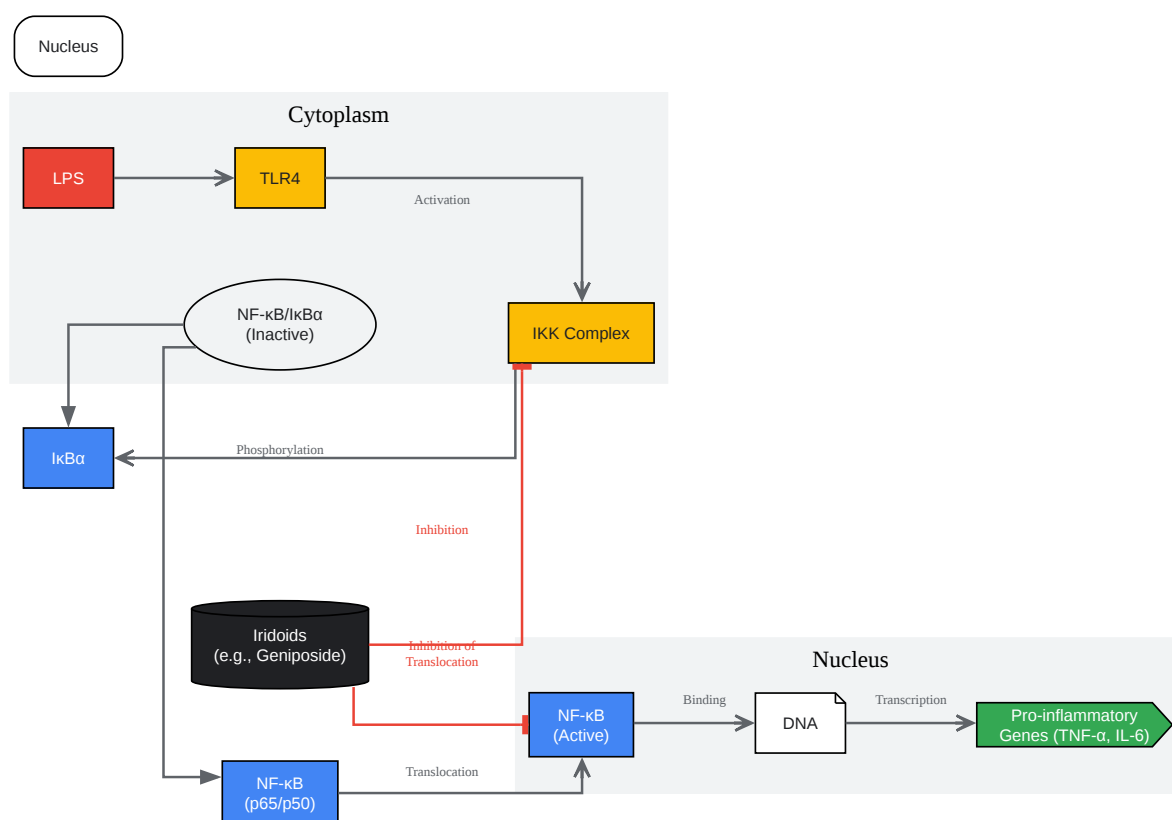 Nucleus
Cytoplasm
LPS
TLR4
Activation
NF-κB/IκBα
(Inactive)
IKK Complex
IκBα
Phosphorylation
Inhibition
Iridoids
(e.g., Geniposide)
Inhibition of
Translocation
Nucleus
NF-κB
(Active)
Binding
DNA
Transcription
Pro-inflammatory
Genes (TNF-α, IL-6)
NF-κB
(p65/p50)
Translocation